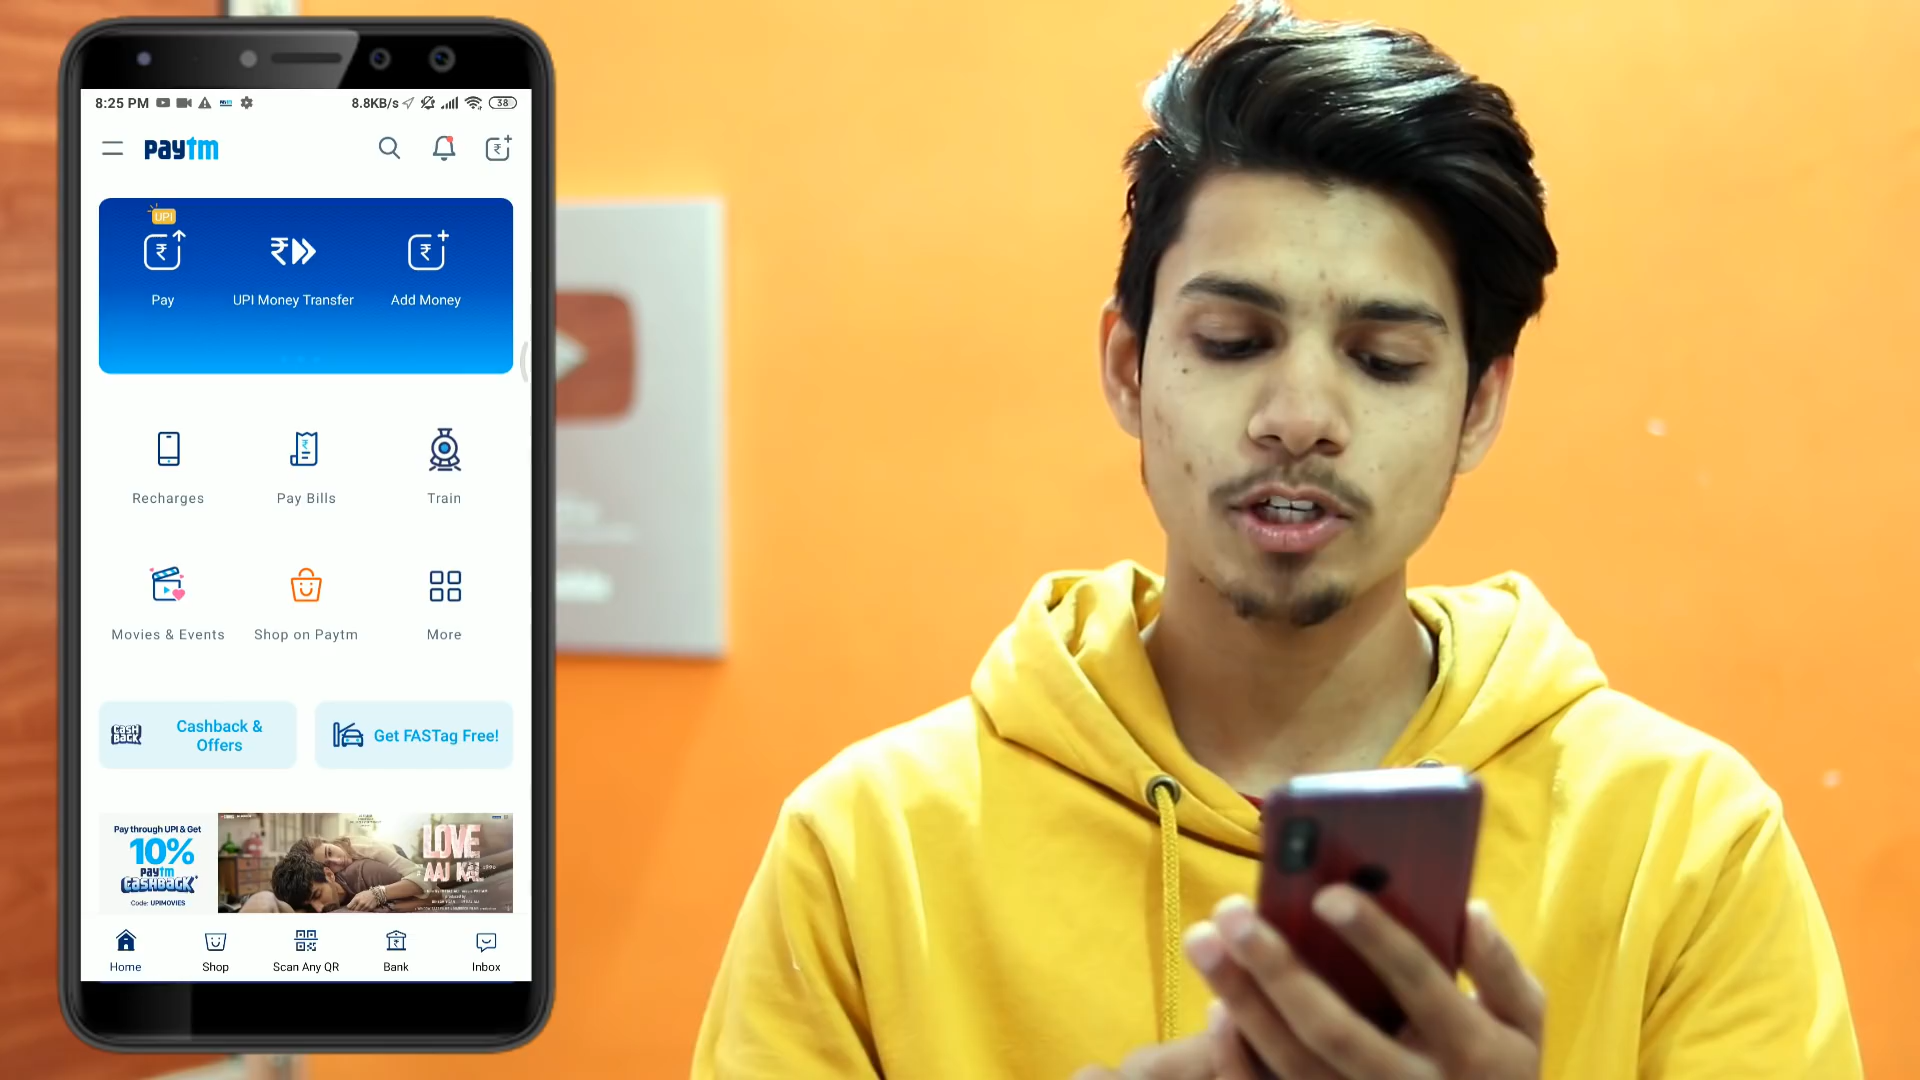 8:25 PM
8.8KB/s
38
paytm
UPI
Pay
UPI Money Transfer
Add Money
Recharges
Pay Bills
Train
Movies & Events
Shop on Paytm
More
CASH
BACK
Cashback &
Offers
Get FASTag Free!
Pay through UPI & Get
10%
paytm
CASHBACK*
Code: UPIMOVIES
LOVE
AAJ KAL
Home
Shop
Scan Any QR
Bank
Inbox